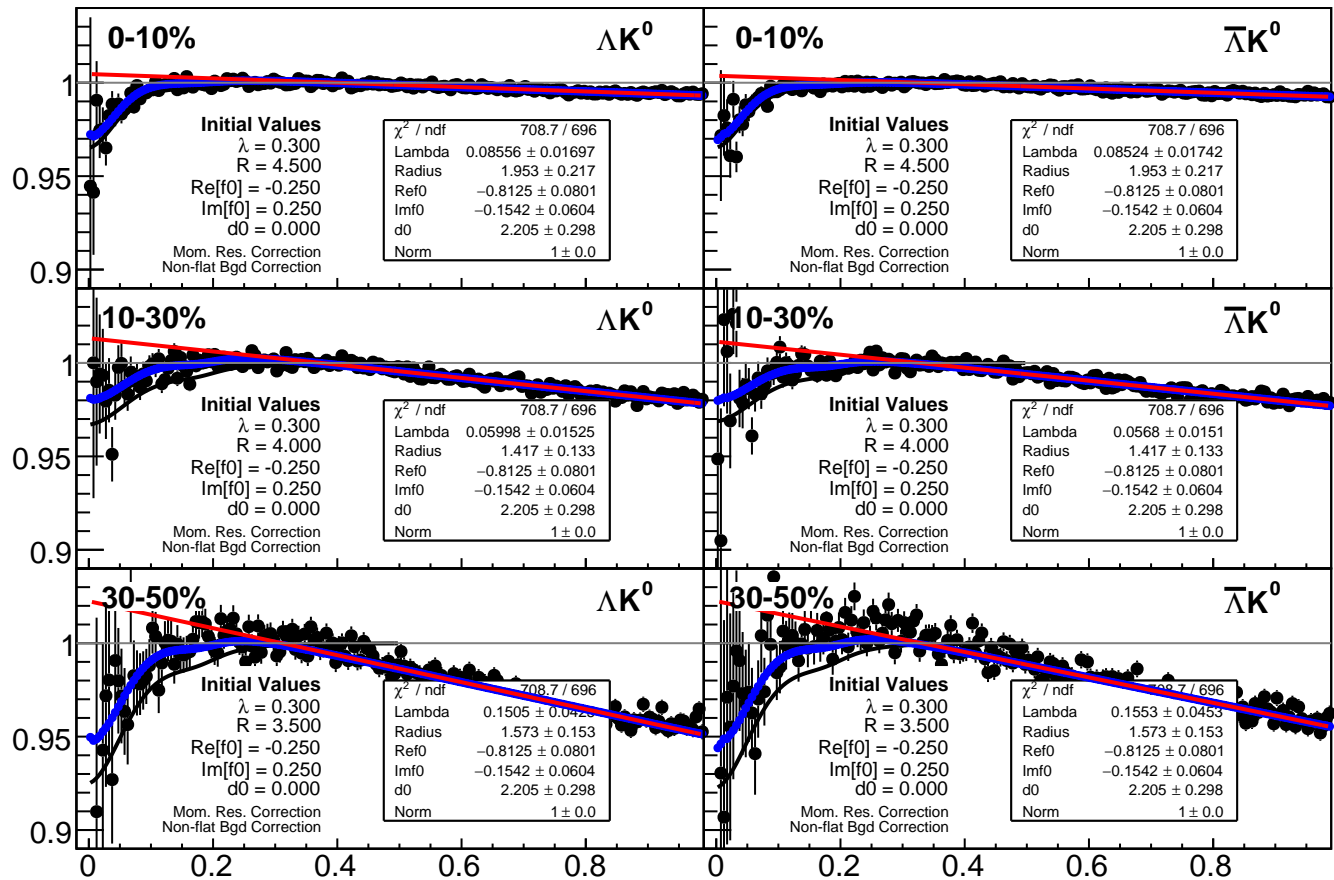 0-10%
ΛK⁰
Initial Values
λ = 0.300
R = 4.500
Re[f0] = -0.250
Im[f0] = 0.250
d0 = 0.000
Mom. Res. Correction
Non-flat Bgd Correction
χ² / ndf 708.7 / 696
Lambda 0.08556 ± 0.01697
Radius 1.953 ± 0.217
Ref0 −0.8125 ± 0.0801
Imf0 −0.1542 ± 0.0604
d0 2.205 ± 0.298
Norm 1 ± 0.0
1
0.95
0.9
0-10%
Λ̅K⁰
Initial Values
λ = 0.300
R = 4.500
Re[f0] = -0.250
Im[f0] = 0.250
d0 = 0.000
Mom. Res. Correction
Non-flat Bgd Correction
χ² / ndf 708.7 / 696
Lambda 0.08524 ± 0.01742
Radius 1.953 ± 0.217
Ref0 −0.8125 ± 0.0801
Imf0 −0.1542 ± 0.0604
d0 2.205 ± 0.298
Norm 1 ± 0.0
10-30%
ΛK⁰
Initial Values
λ = 0.300
R = 4.000
Re[f0] = -0.250
Im[f0] = 0.250
d0 = 0.000
Mom. Res. Correction
Non-flat Bgd Correction
χ² / ndf 708.7 / 696
Lambda 0.05998 ± 0.01525
Radius 1.417 ± 0.133
Ref0 −0.8125 ± 0.0801
Imf0 −0.1542 ± 0.0604
d0 2.205 ± 0.298
Norm 1 ± 0.0
1
0.95
0.9
10-30%
Λ̅K⁰
Initial Values
λ = 0.300
R = 4.000
Re[f0] = -0.250
Im[f0] = 0.250
d0 = 0.000
Mom. Res. Correction
Non-flat Bgd Correction
χ² / ndf 708.7 / 696
Lambda 0.0568 ± 0.0151
Radius 1.417 ± 0.133
Ref0 −0.8125 ± 0.0801
Imf0 −0.1542 ± 0.0604
d0 2.205 ± 0.298
Norm 1 ± 0.0
30-50%
ΛK⁰
Initial Values
λ = 0.300
R = 3.500
Re[f0] = -0.250
Im[f0] = 0.250
d0 = 0.000
Mom. Res. Correction
Non-flat Bgd Correction
χ² / ndf 708.7 / 696
Lambda 0.1505 ± 0.0428
Radius 1.573 ± 0.153
Ref0 −0.8125 ± 0.0801
Imf0 −0.1542 ± 0.0604
d0 2.205 ± 0.298
Norm 1 ± 0.0
1
0.95
0.9
0 0.2 0.4 0.6 0.8
30-50%
Λ̅K⁰
Initial Values
λ = 0.300
R = 3.500
Re[f0] = -0.250
Im[f0] = 0.250
d0 = 0.000
Mom. Res. Correction
Non-flat Bgd Correction
χ² / ndf 708.7 / 696
Lambda 0.1553 ± 0.0453
Radius 1.573 ± 0.153
Ref0 −0.8125 ± 0.0801
Imf0 −0.1542 ± 0.0604
d0 2.205 ± 0.298
Norm 1 ± 0.0
0 0.2 0.4 0.6 0.8